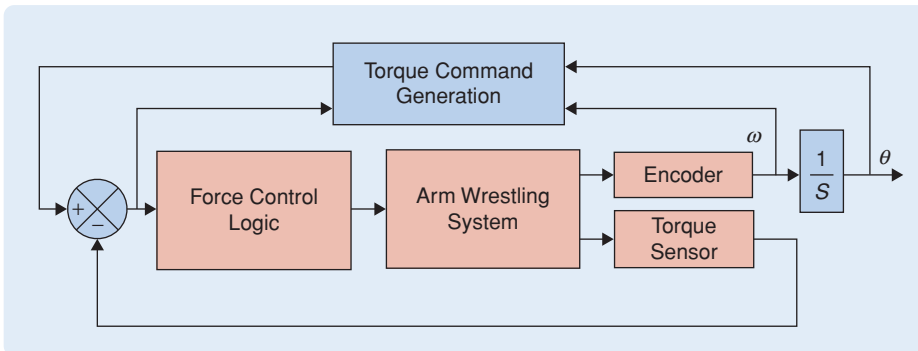 Torque Command
Generation
ω
1
S
θ
Encoder
+
−
Force Control
Logic
Arm Wrestling
System
Torque
Sensor